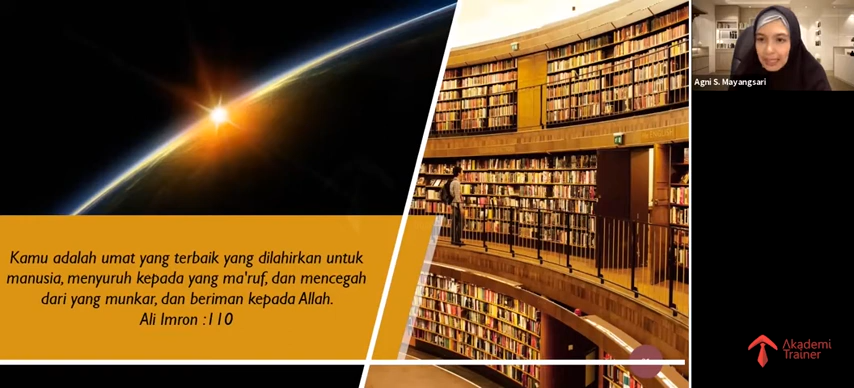 Kamu adalah umat yang terbaik yang dilahirkan untuk
manusia, menyuruh kepada yang ma'ruf, dan mencegah
dari yang munkar, dan beriman kepada Allah.
Ali Imron :110
Agni S. Mayangsari
Akademi
Trainer